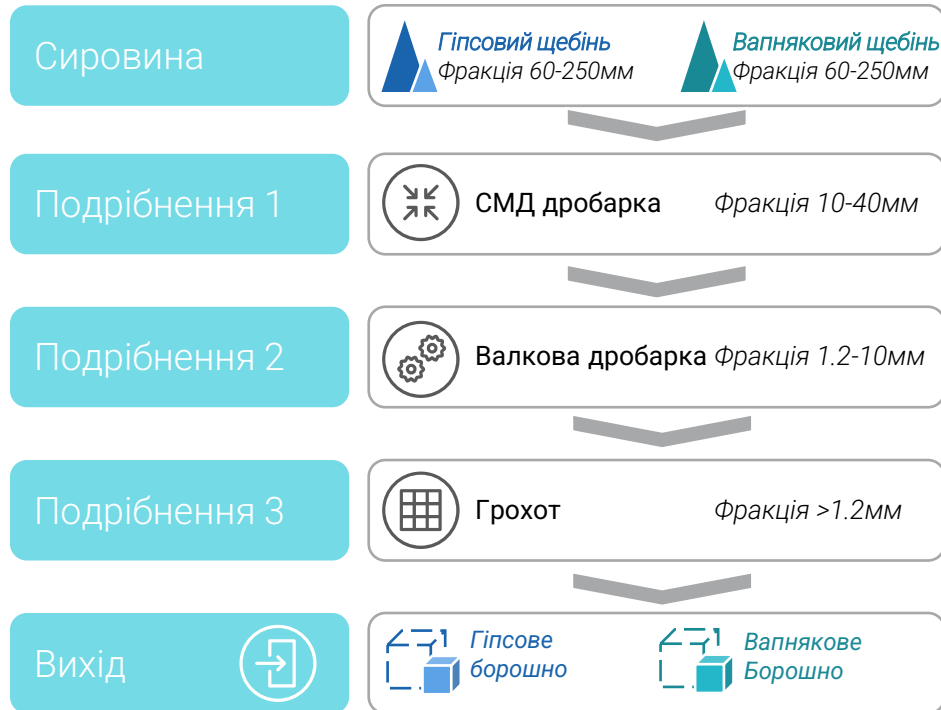 Сировина
Гіпсовий щебінь
Фракція 60-250мм
Вапняковий щебінь
Фракція 60-250мм
Подрібнення 1
СМД дробарка Фракція 10-40мм
Подрібнення 2
Валкова дробарка Фракція 1.2-10мм
Подрібнення 3
Грохот Фракція >1.2мм
Вихід
Гіпсове
борошно
Вапнякове
Борошно